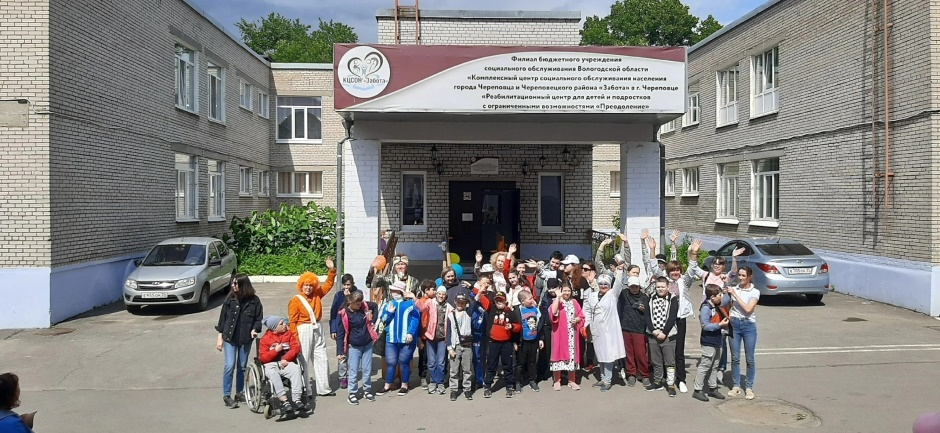 КЦСОН «Забота»
Филиал бюджетного учреждения
социального обслуживания Вологодской области
«Комплексный центр социального обслуживания населения
города Череповца и Череповецкого района «Забота» в г. Череповце
«Реабилитационный центр для детей и подростков
с ограниченными возможностями «Преодоление»